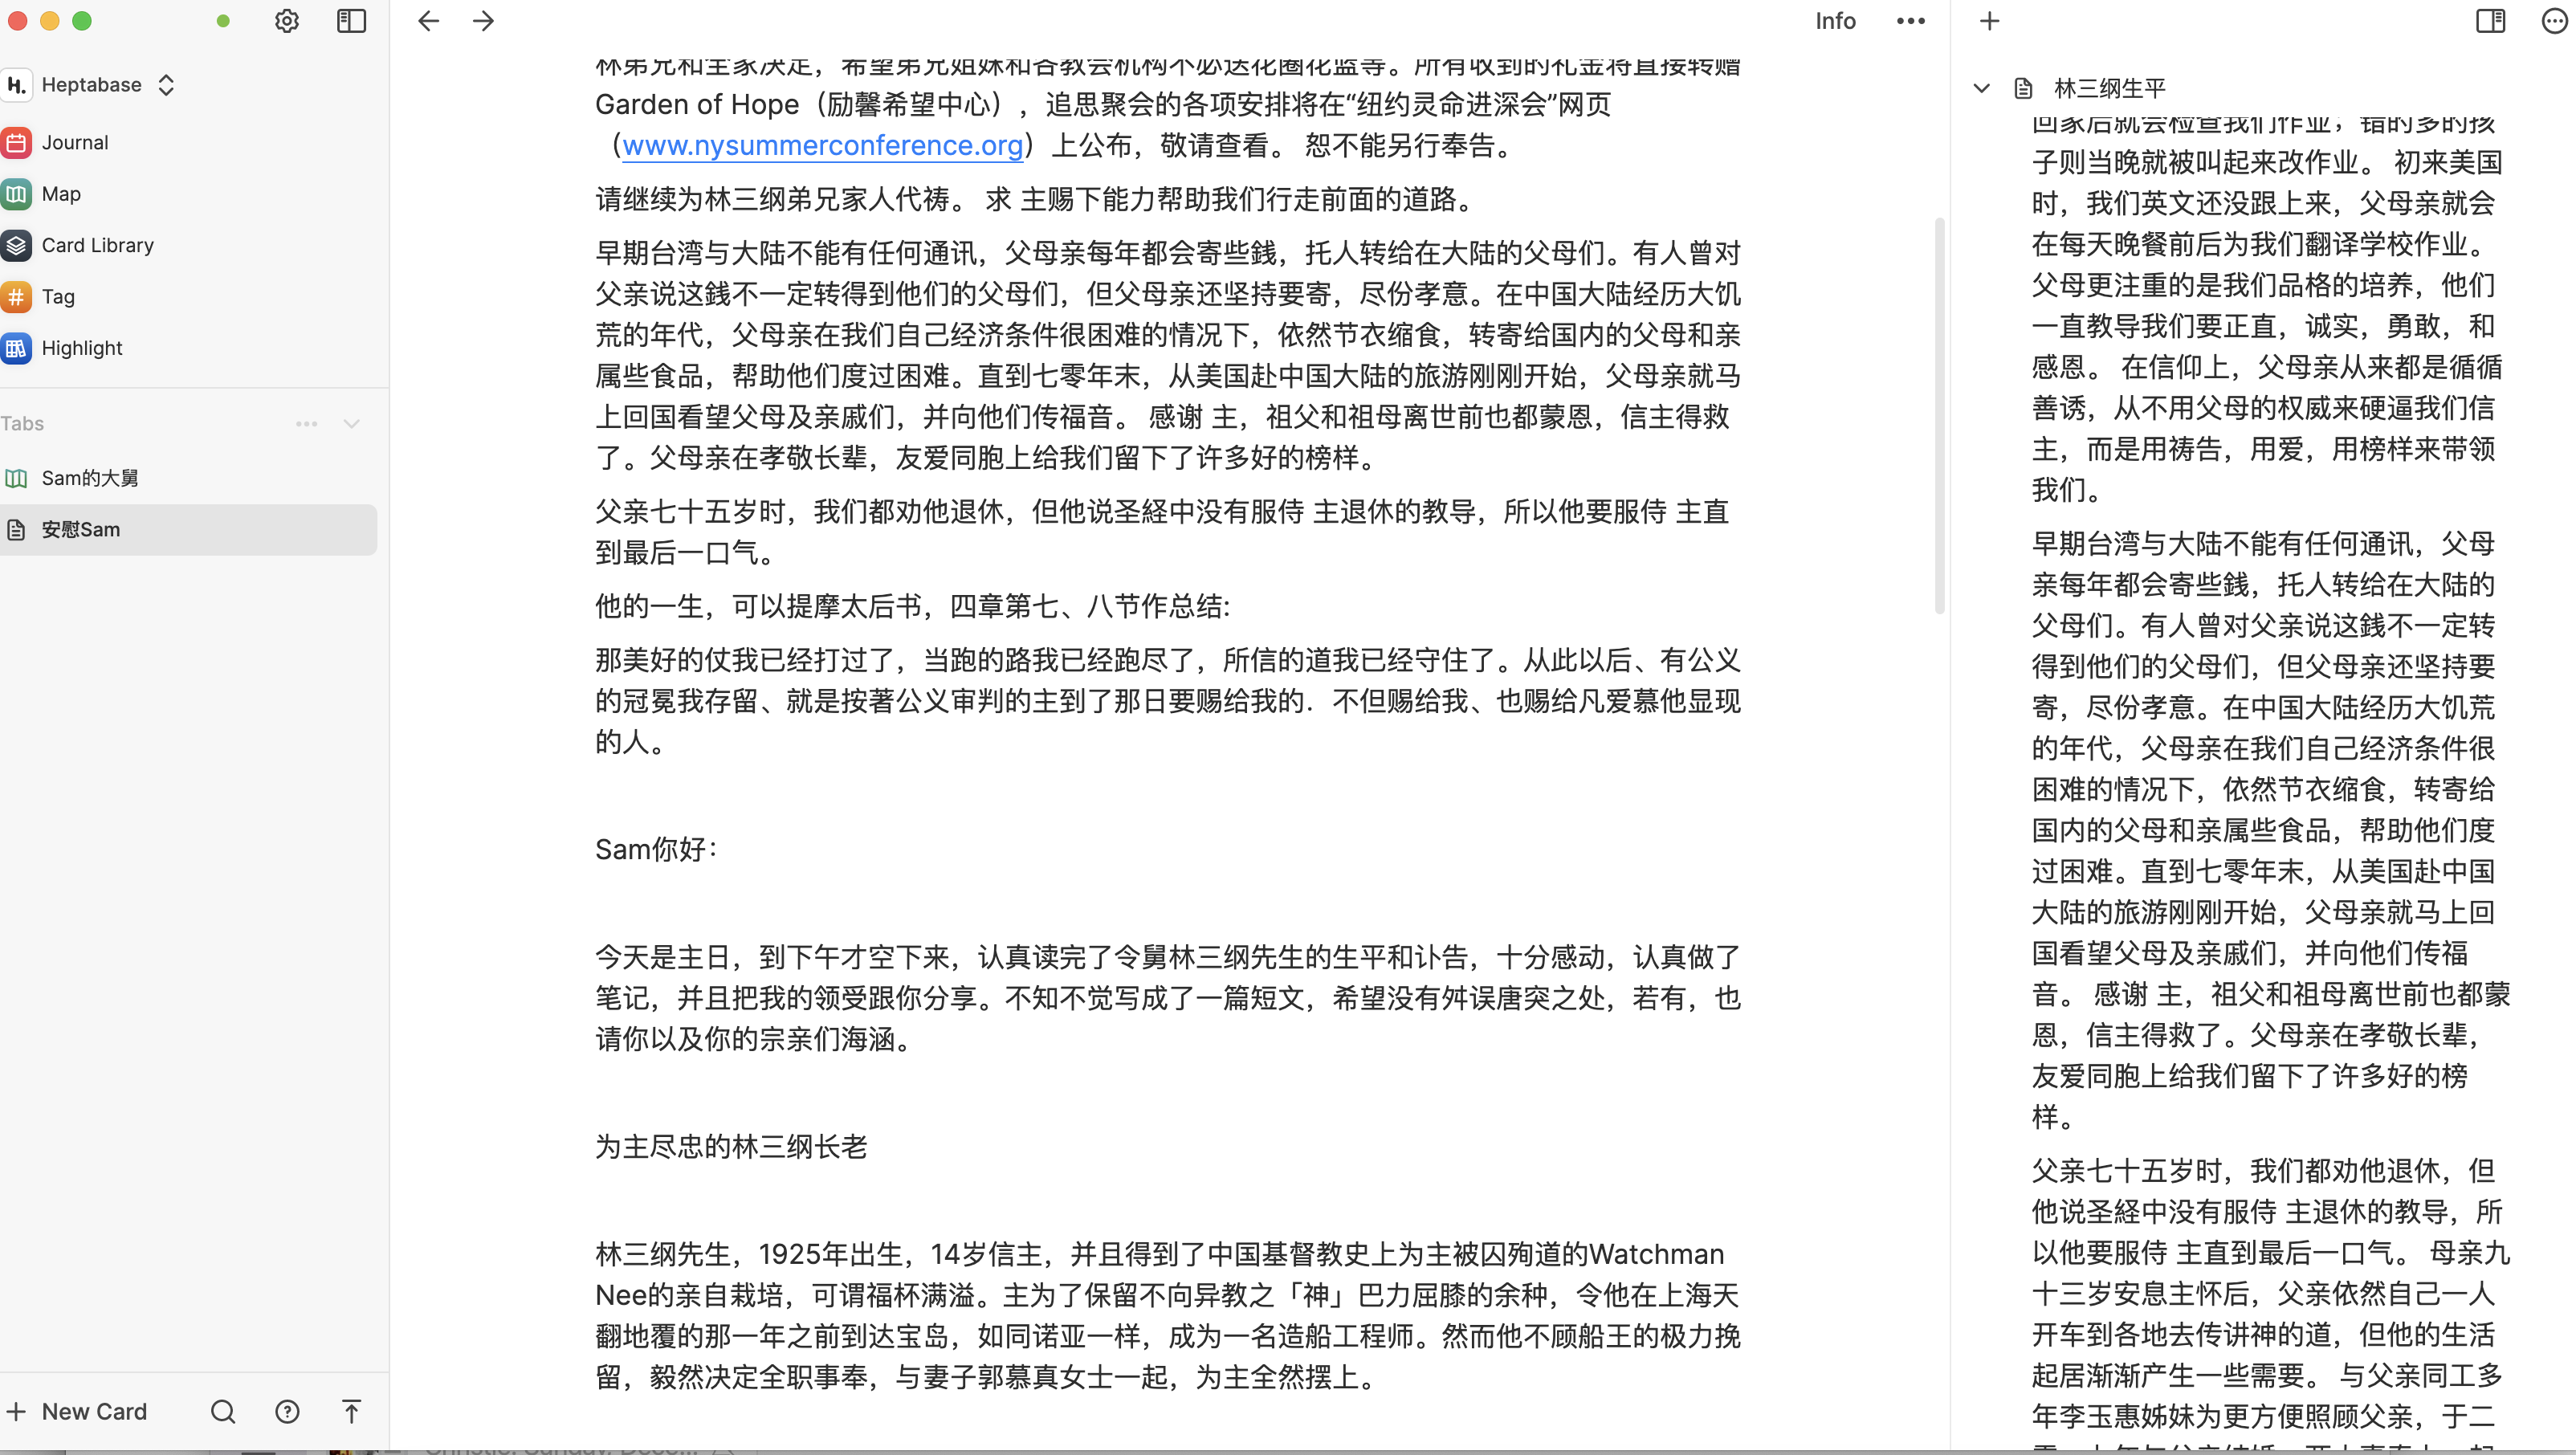 Info
Heptabase
Journal
Map
Card Library
Tag
Highlight
Tabs
Sam的大舅
安慰Sam
New Card
林弟兄和全家决定，希望弟兄姐妹和各教会机构不必送花圈花篮等。所有收到的礼金将直接转赠
Garden of Hope（励馨希望中心），追思聚会的各项安排将在“纽约灵命进深会”网页
（www.nysummerconference.org）上公布，敬请查看。 恕不能另行奉告。
请继续为林三纲弟兄家人代祷。 求 主赐下能力帮助我们行走前面的道路。
早期台湾与大陆不能有任何通讯，父母亲每年都会寄些銭，托人转给在大陆的父母们。有人曾对
父亲说这銭不一定转得到他们的父母们，但父母亲还坚持要寄，尽份孝意。在中国大陆经历大饥
荒的年代，父母亲在我们自己经济条件很困难的情况下，依然节衣缩食，转寄给国内的父母和亲
属些食品，帮助他们度过困难。直到七零年末，从美国赴中国大陆的旅游刚刚开始，父母亲就马
上回国看望父母及亲戚们，并向他们传福音。 感谢 主，祖父和祖母离世前也都蒙恩，信主得救
了。父母亲在孝敬长辈，友爱同胞上给我们留下了许多好的榜样。
父亲七十五岁时，我们都劝他退休，但他说圣経中没有服侍 主退休的教导，所以他要服侍 主直
到最后一口气。
他的一生，可以提摩太后书，四章第七、八节作总结:
那美好的仗我已经打过了，当跑的路我已经跑尽了，所信的道我已经守住了。从此以后、有公义
的冠冕我存留、就是按著公义审判的主到了那日要赐给我的．不但赐给我、也赐给凡爱慕他显现
的人。
Sam你好：
今天是主日，到下午才空下来，认真读完了令舅林三纲先生的生平和讣告，十分感动，认真做了
笔记，并且把我的领受跟你分享。不知不觉写成了一篇短文，希望没有舛误唐突之处，若有，也
请你以及你的宗亲们海涵。
为主尽忠的林三纲长老
林三纲先生，1925年出生，14岁信主，并且得到了中国基督教史上为主被囚殉道的Watchman
Nee的亲自栽培，可谓福杯满溢。主为了保留不向异教之「神」巴力屈膝的余种，令他在上海天
翻地覆的那一年之前到达宝岛，如同诺亚一样，成为一名造船工程师。然而他不顾船王的极力挽
留，毅然决定全职事奉，与妻子郭慕真女士一起，为主全然摆上。
林三纲生平
回家后就会检查我们作业，错的多的孩
子则当晚就被叫起来改作业。 初来美国
时，我们英文还没跟上来，父母亲就会
在每天晚餐前后为我们翻译学校作业。
父母更注重的是我们品格的培养，他们
一直教导我们要正直，诚实，勇敢，和
感恩。 在信仰上，父母亲从来都是循循
善诱，从不用父母的权威来硬逼我们信
主，而是用祷告，用爱，用榜样来带领
我们。
早期台湾与大陆不能有任何通讯，父母
亲每年都会寄些銭，托人转给在大陆的
父母们。有人曾对父亲说这銭不一定转
得到他们的父母们，但父母亲还坚持要
寄，尽份孝意。在中国大陆经历大饥荒
的年代，父母亲在我们自己经济条件很
困难的情况下，依然节衣缩食，转寄给
国内的父母和亲属些食品，帮助他们度
过困难。直到七零年末，从美国赴中国
大陆的旅游刚刚开始，父母亲就马上回
国看望父母及亲戚们，并向他们传福
音。 感谢 主，祖父和祖母离世前也都蒙
恩，信主得救了。父母亲在孝敬长辈，
友爱同胞上给我们留下了许多好的榜
样。
父亲七十五岁时，我们都劝他退休，但
他说圣経中没有服侍 主退休的教导，所
以他要服侍 主直到最后一口气。 母亲九
十三岁安息主怀后，父亲依然自己一人
开车到各地去传讲神的道，但他的生活
起居渐渐产生一些需要。 与父亲同工多
年李玉惠姊妹为更方便照顾父亲，于二